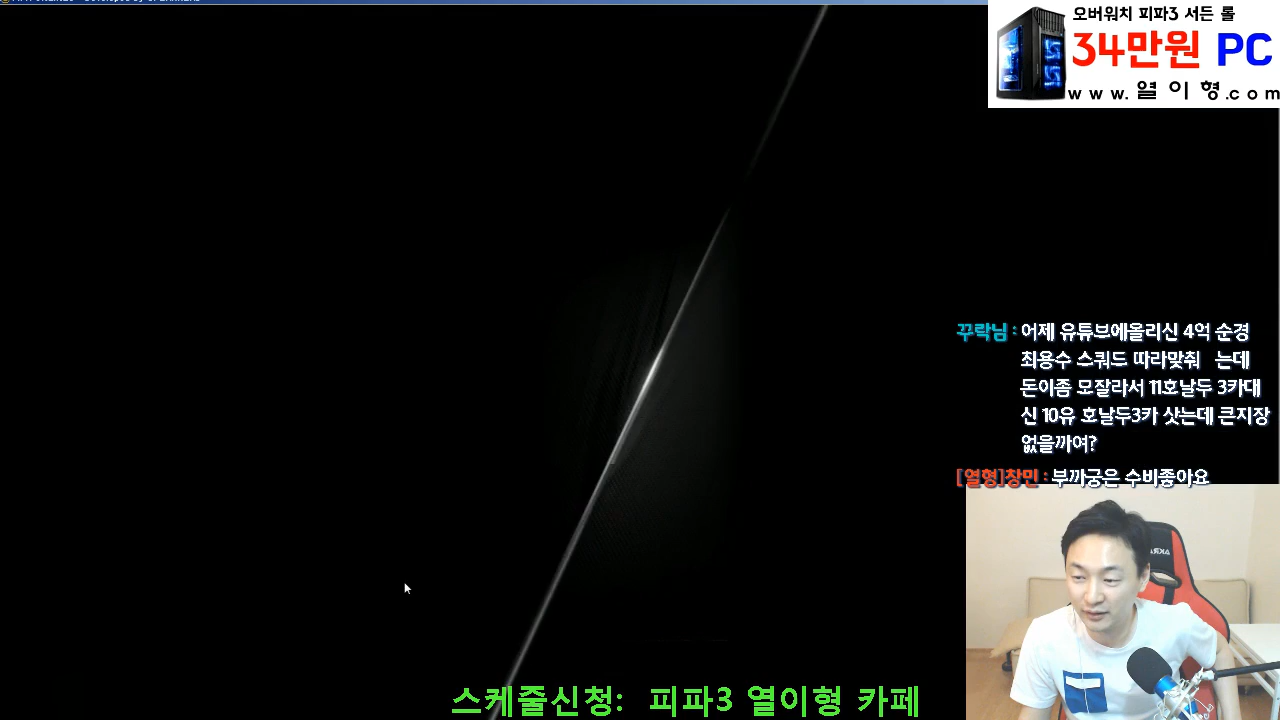 오버워치 피파3 서든 롤
34만원 PC
www.열이형.com
꾸락님 : 어제 유튜브에올리신 4억 순경
최용수 스쿼드 따라맞춰 는데
돈이좀 모잘라서 11호날두 3카대
신 10유 호날두3카 삿는데 큰지장
없을까여?
[열형]창민 : 부까궁은 수비좋아요
AKRA
스케줄신청: 피파3 열이형 카페